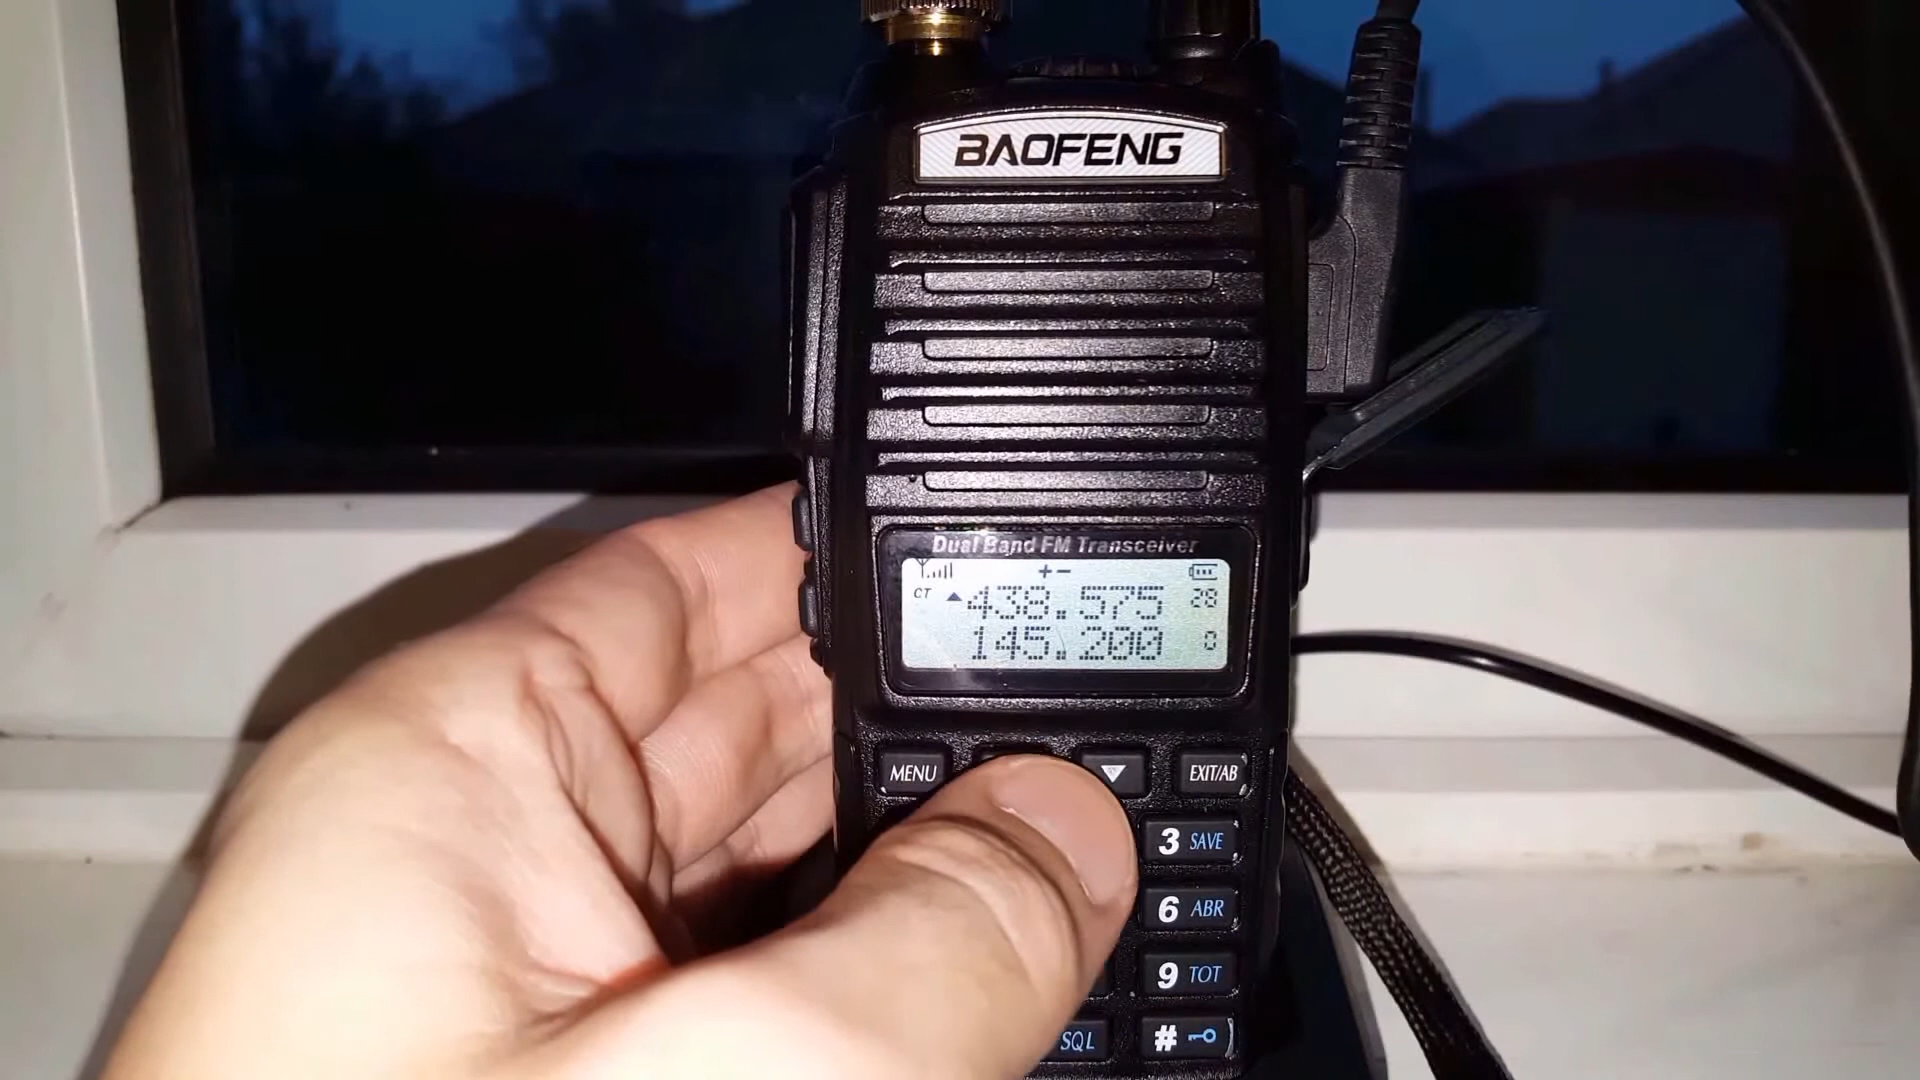 BAOFENG
Dual Band FM Transceiver
+-
CT ▲438.575 28
145.200 0
MENU ▼ EXIT/AB
3 SAVE
6 ABR
9 TOT
SQL #